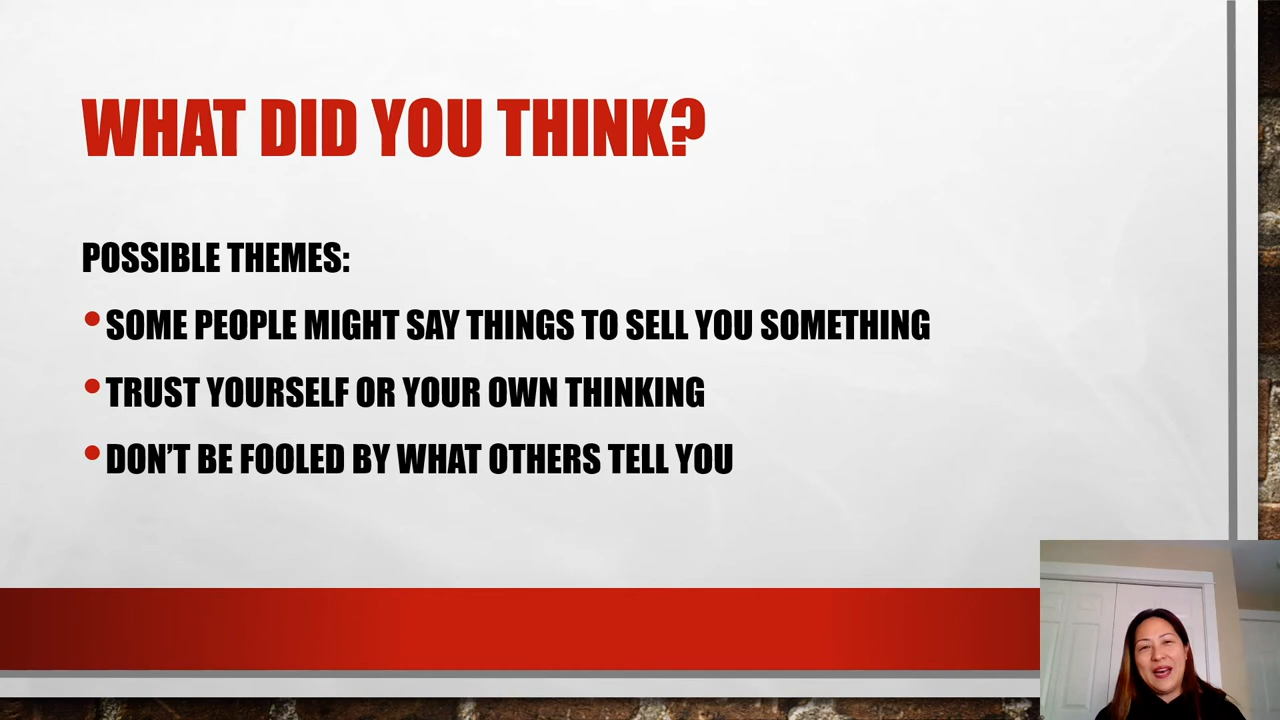 WHAT DID YOU THINK?
POSSIBLE THEMES:
•SOME PEOPLE MIGHT SAY THINGS TO SELL YOU SOMETHING
•TRUST YOURSELF OR YOUR OWN THINKING
•DON'T BE FOOLED BY WHAT OTHERS TELL YOU